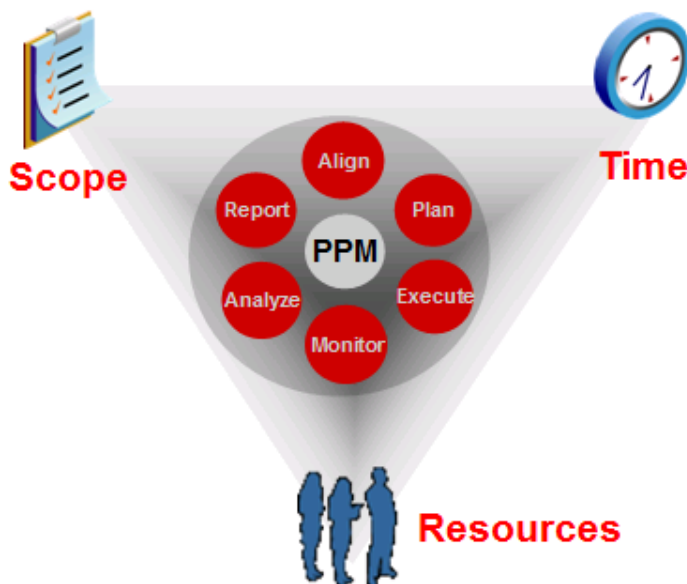 Scope
Time
Align
Plan
Report
PPM
Execute
Analyze
Monitor
Resources